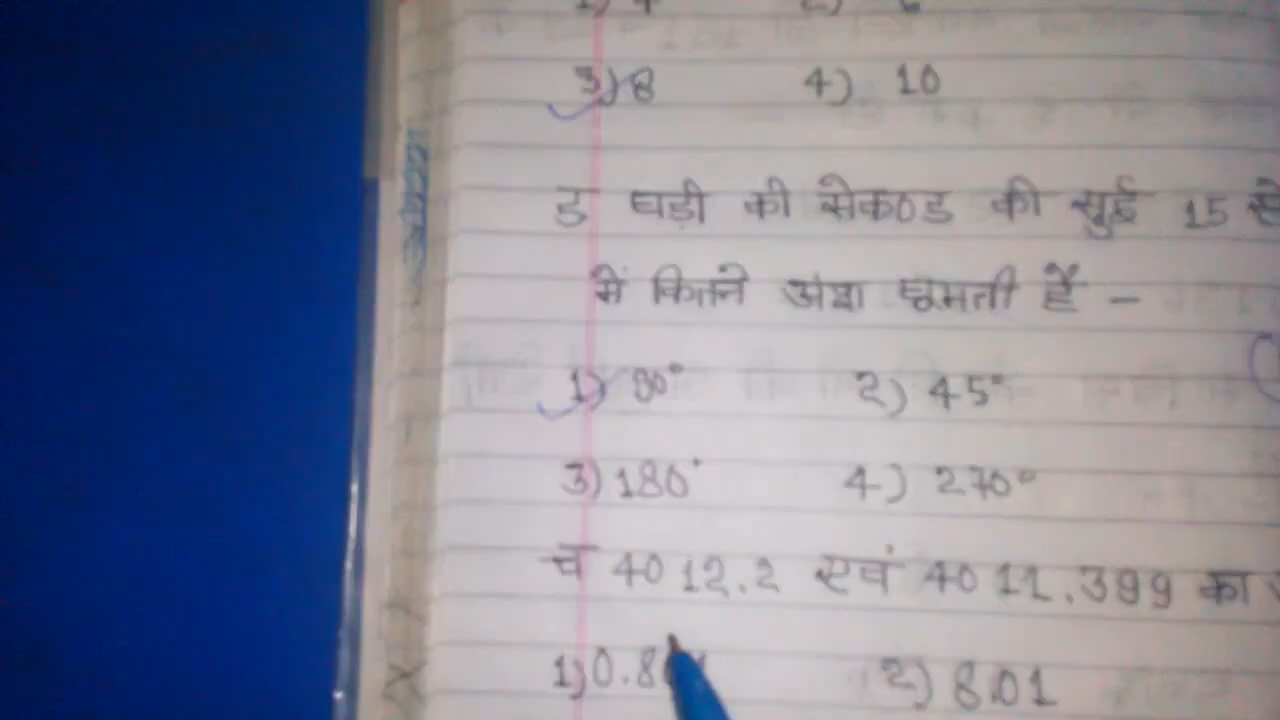 3) 8 4) 10
ड घड़ी की सेकण्ड की सुई 15
में कितने अंश घूमती हैं -
1) 90° 2) 45°
3) 180° 4) 270°
च 4012.2 एवं 4011.399 का
1) 0.80 2) 8.01